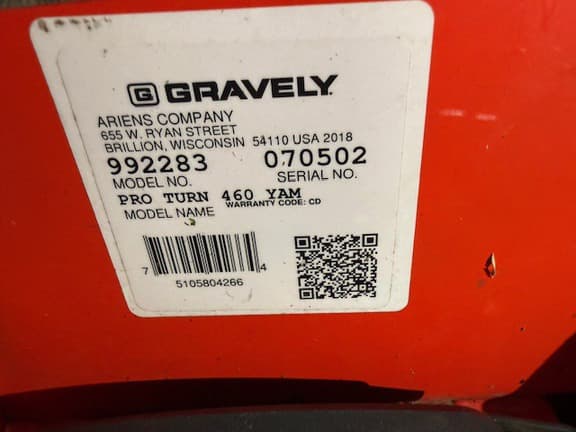 G GRAVELY
ARIENS COMPANY
655 W. RYAN STREET
BRILLION, WISCONSIN 54110 USA 2018
992283 070502
MODEL NO. SERIAL NO.
PRO TURN 460 YAM
MODEL NAME WARRANTY CODE: CD
7 5105804266 4